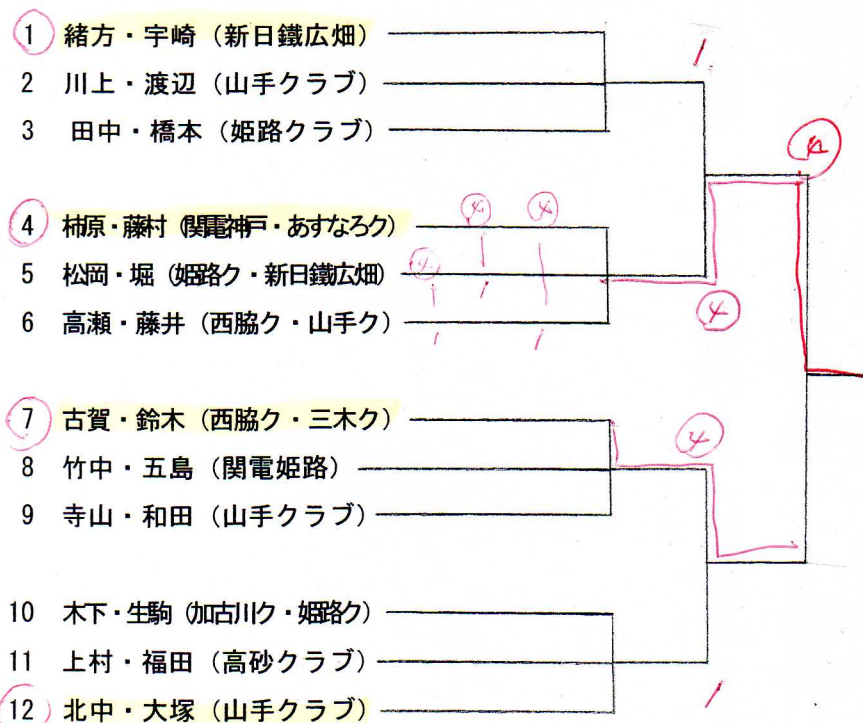 1 緒方・宇崎（新日鐵広畑）
1
2 川上・渡辺（山手クラブ）
3 田中・橋本（姫路クラブ）
④
4 柿原・藤村（関電神戸・あすなろク）
④ ④
5 松岡・堀（姫路ク・新日鐵広畑）
④ 1
6 高瀬・藤井（西脇ク・山手ク）
④
1 1
7 古賀・鈴木（西脇ク・三木ク）
④
8 竹中・五島（関電姫路）
9 寺山・和田（山手クラブ）
10 木下・生駒（加古川ク・姫路ク）
11 上村・福田（高砂クラブ）
1
12 北中・大塚（山手クラブ）